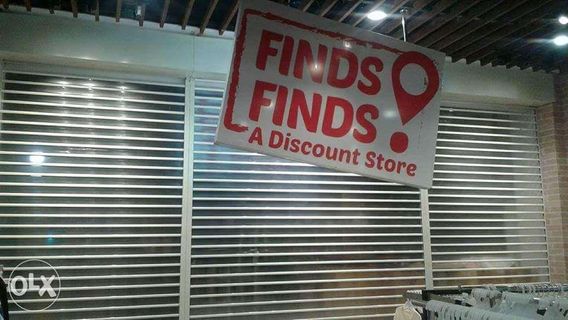 FINDS
FINDS
A Discount Store
OLX